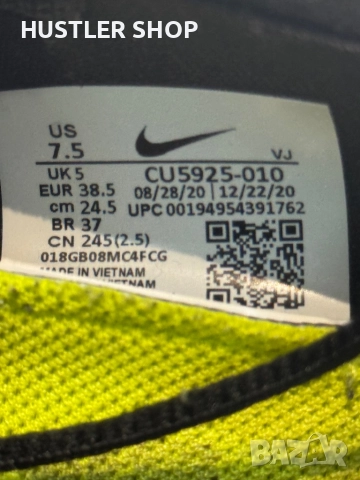 HUSTLER SHOP
US
7.5
VJ
UK 5
CU5925-010
EUR 38.5
08/28/20 12/22/20
cm 24.5
UPC 00194954391762
BR 37
CN 245(2.5)
018GB08MC4FCG
MADE IN VIETNAM
BAZAR